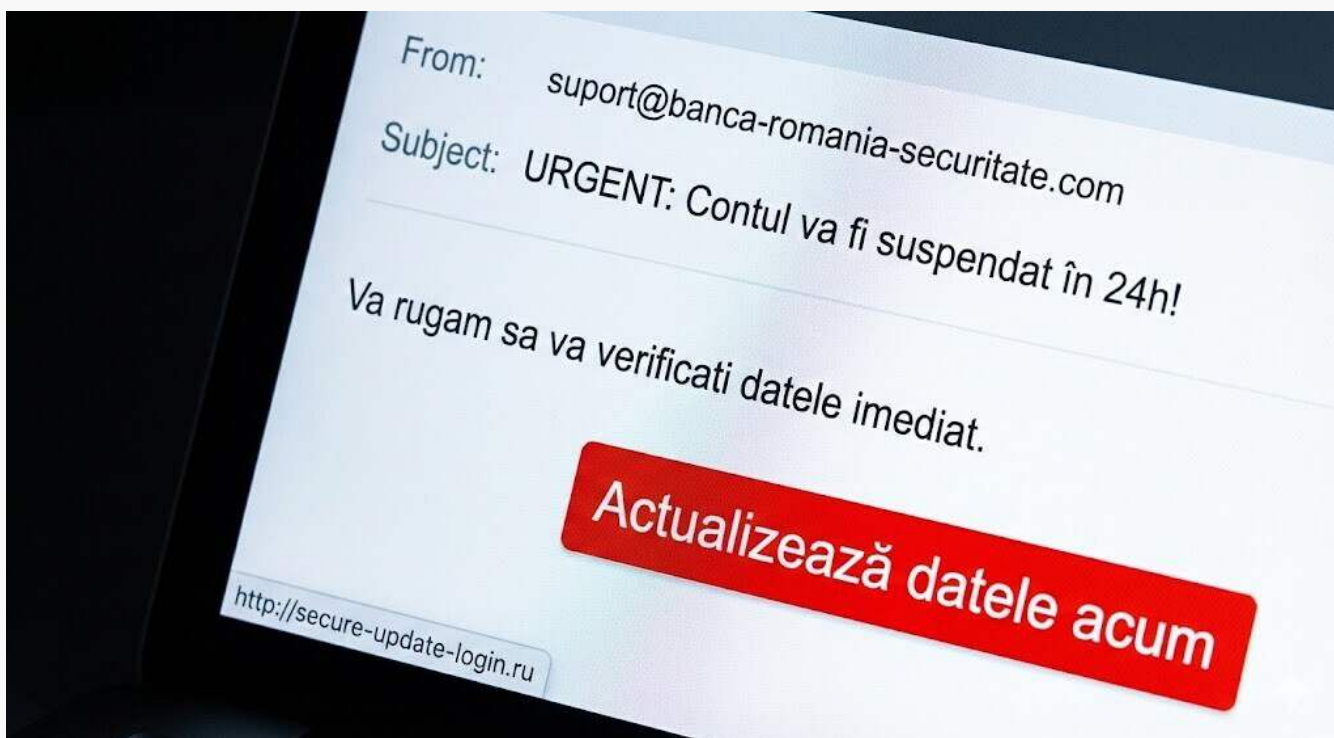 From: suport@banca-romania-securitate.com
Subject: URGENT: Contul va fi suspendat în 24h!
Va rugam sa va verificati datele imediat.
Actualizează datele acum
http://secure-update-login.ru